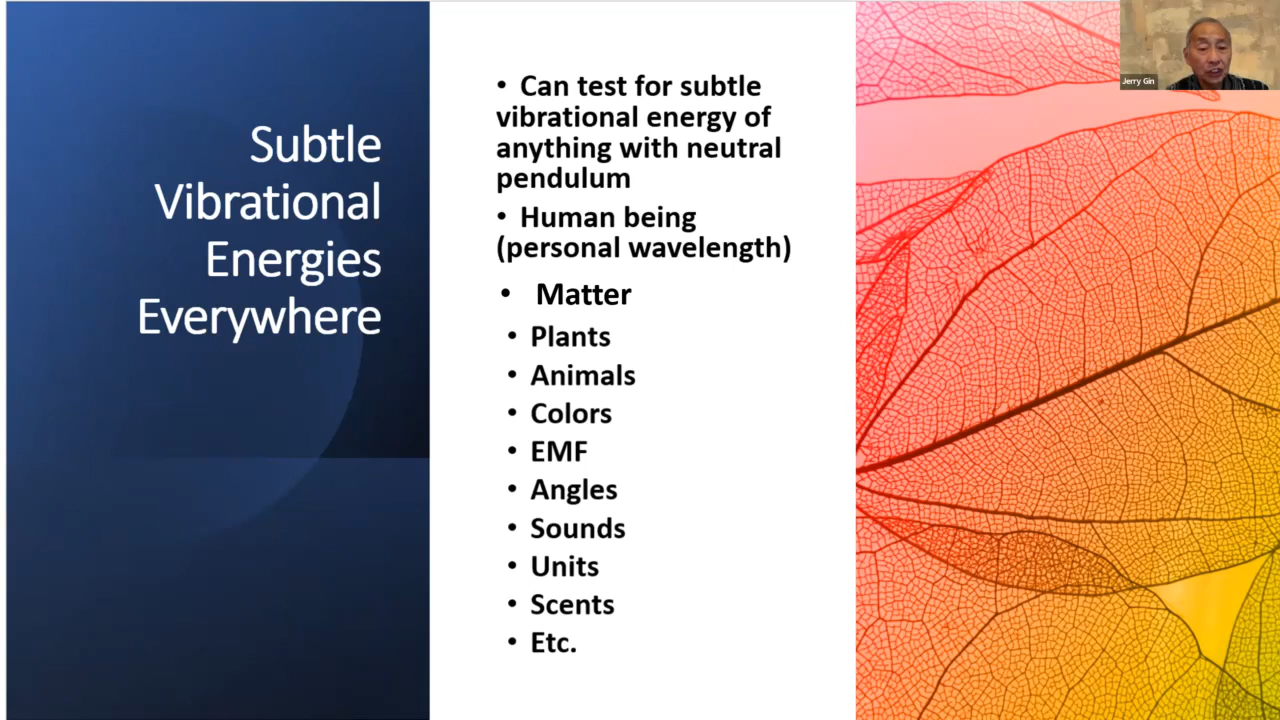 Subtle
Vibrational
Energies
Everywhere
• Can test for subtle
vibrational energy of
anything with neutral
pendulum
• Human being
(personal wavelength)
• Matter
• Plants
• Animals
• Colors
• EMF
• Angles
• Sounds
• Units
• Scents
• Etc.
Jerry Gin